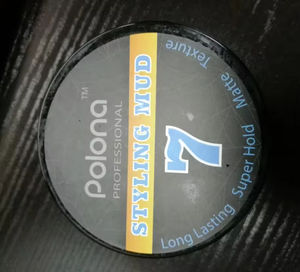 Polona™
PROFESSIONAL
STYLING MUD
7
Long Lasting Super Hold Matte Texture